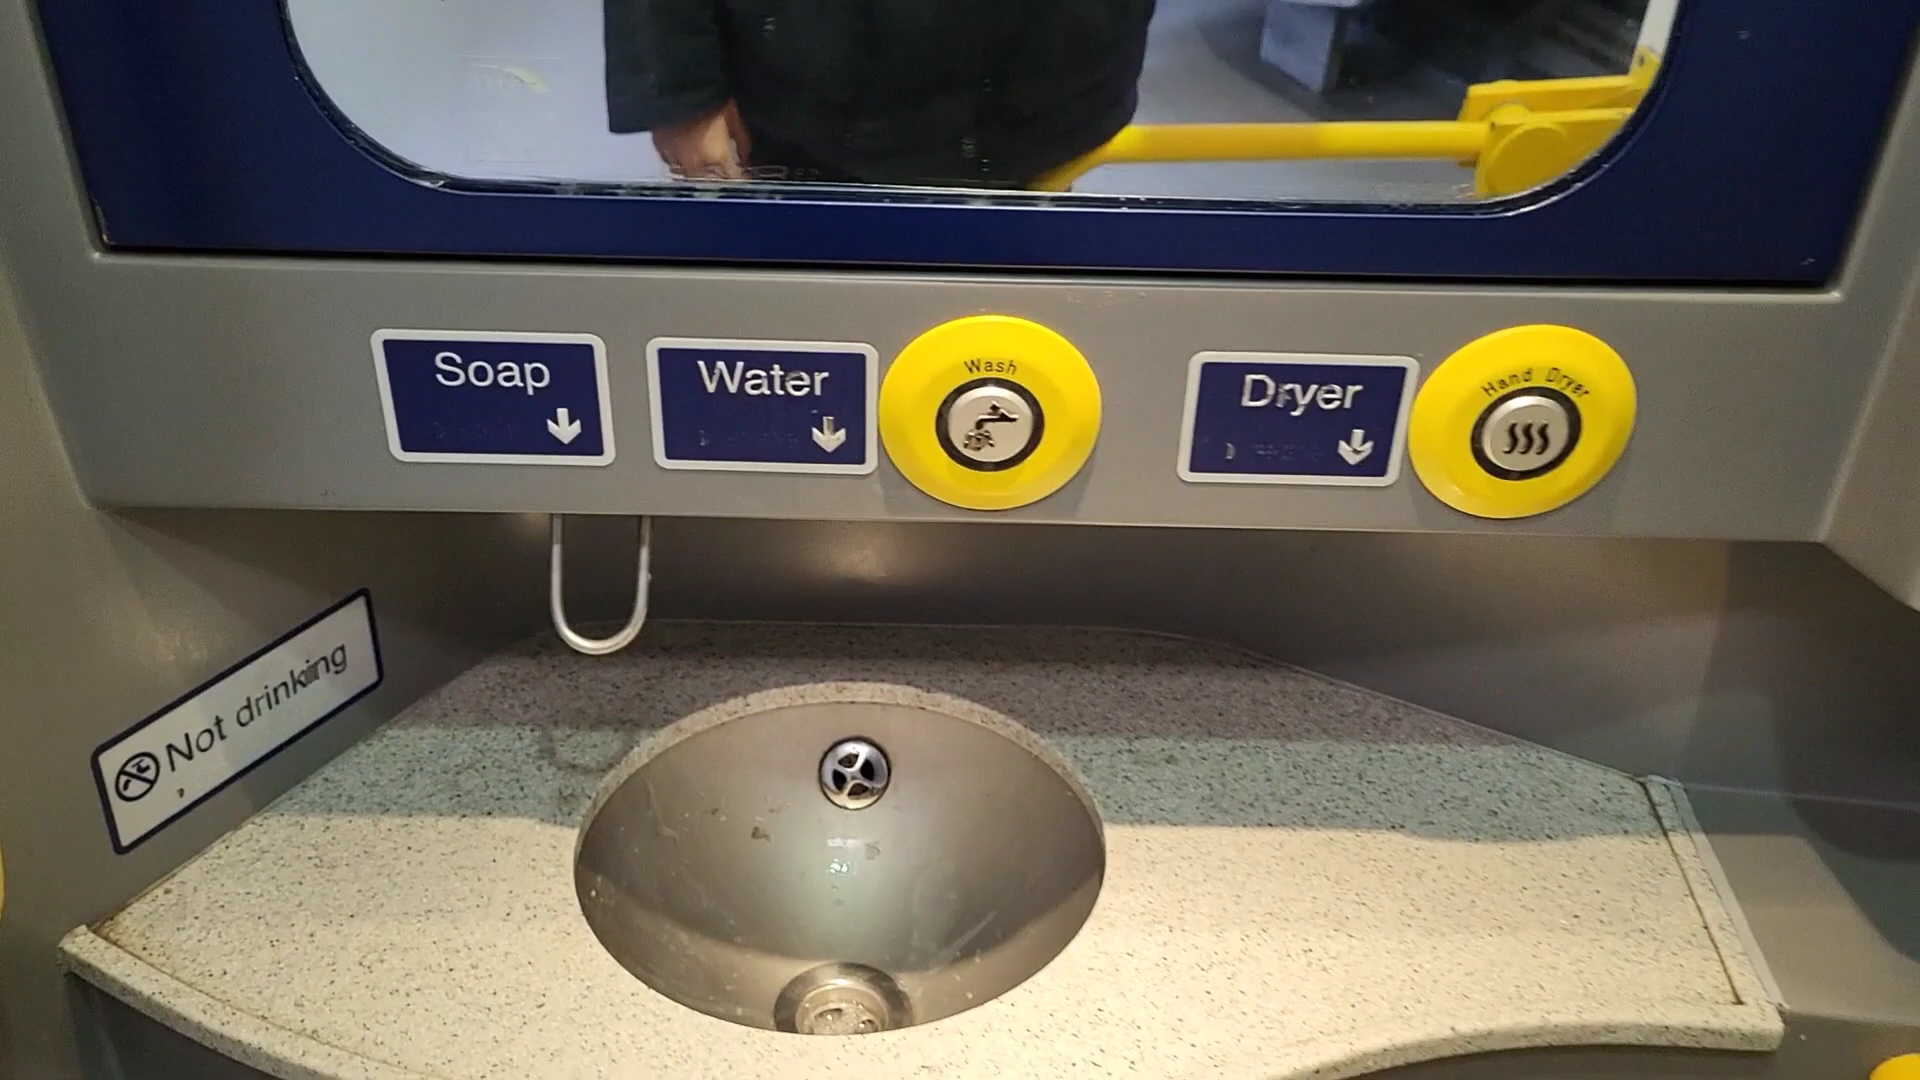 Soap
Water
Wash
Dryer
Hand Dryer
Not drinking